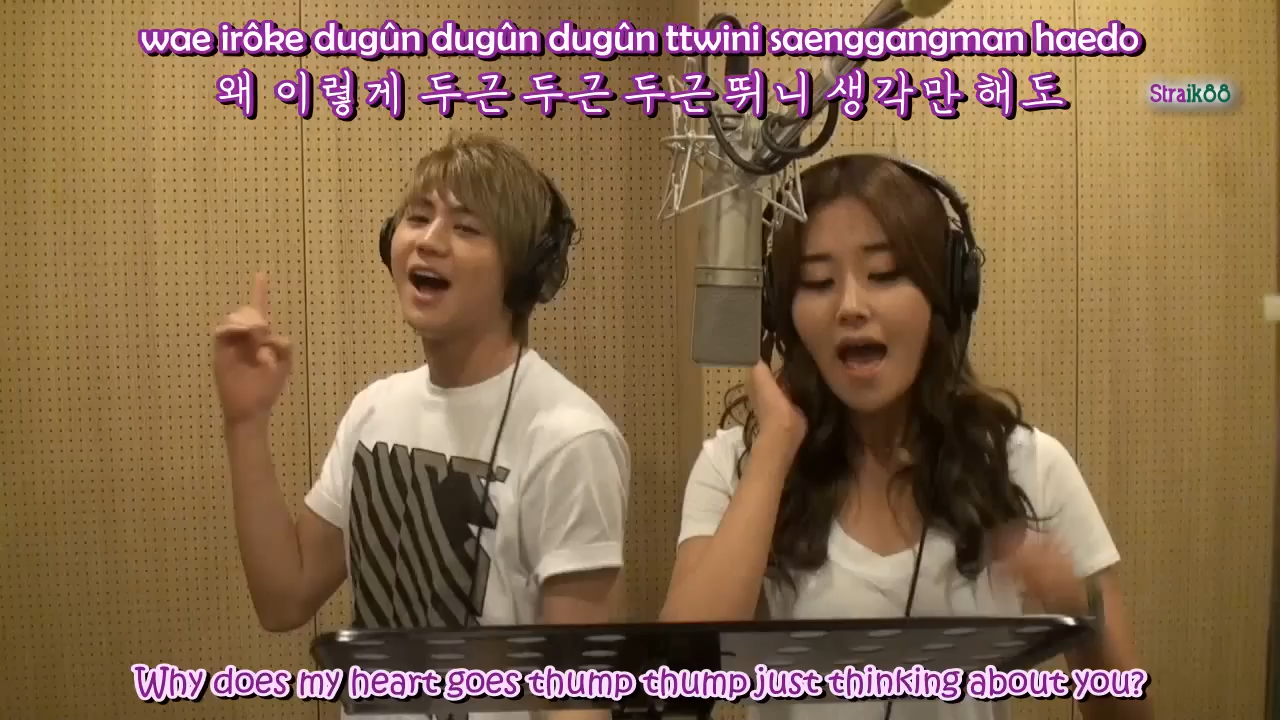 wae irôke dugûn dugûn dugûn ttwini saenggangman haedo
왜 이렇게 두근 두근 두근 뛰니 생각만 해도
Straik88
Why does my heart goes thump thump just thinking about you?